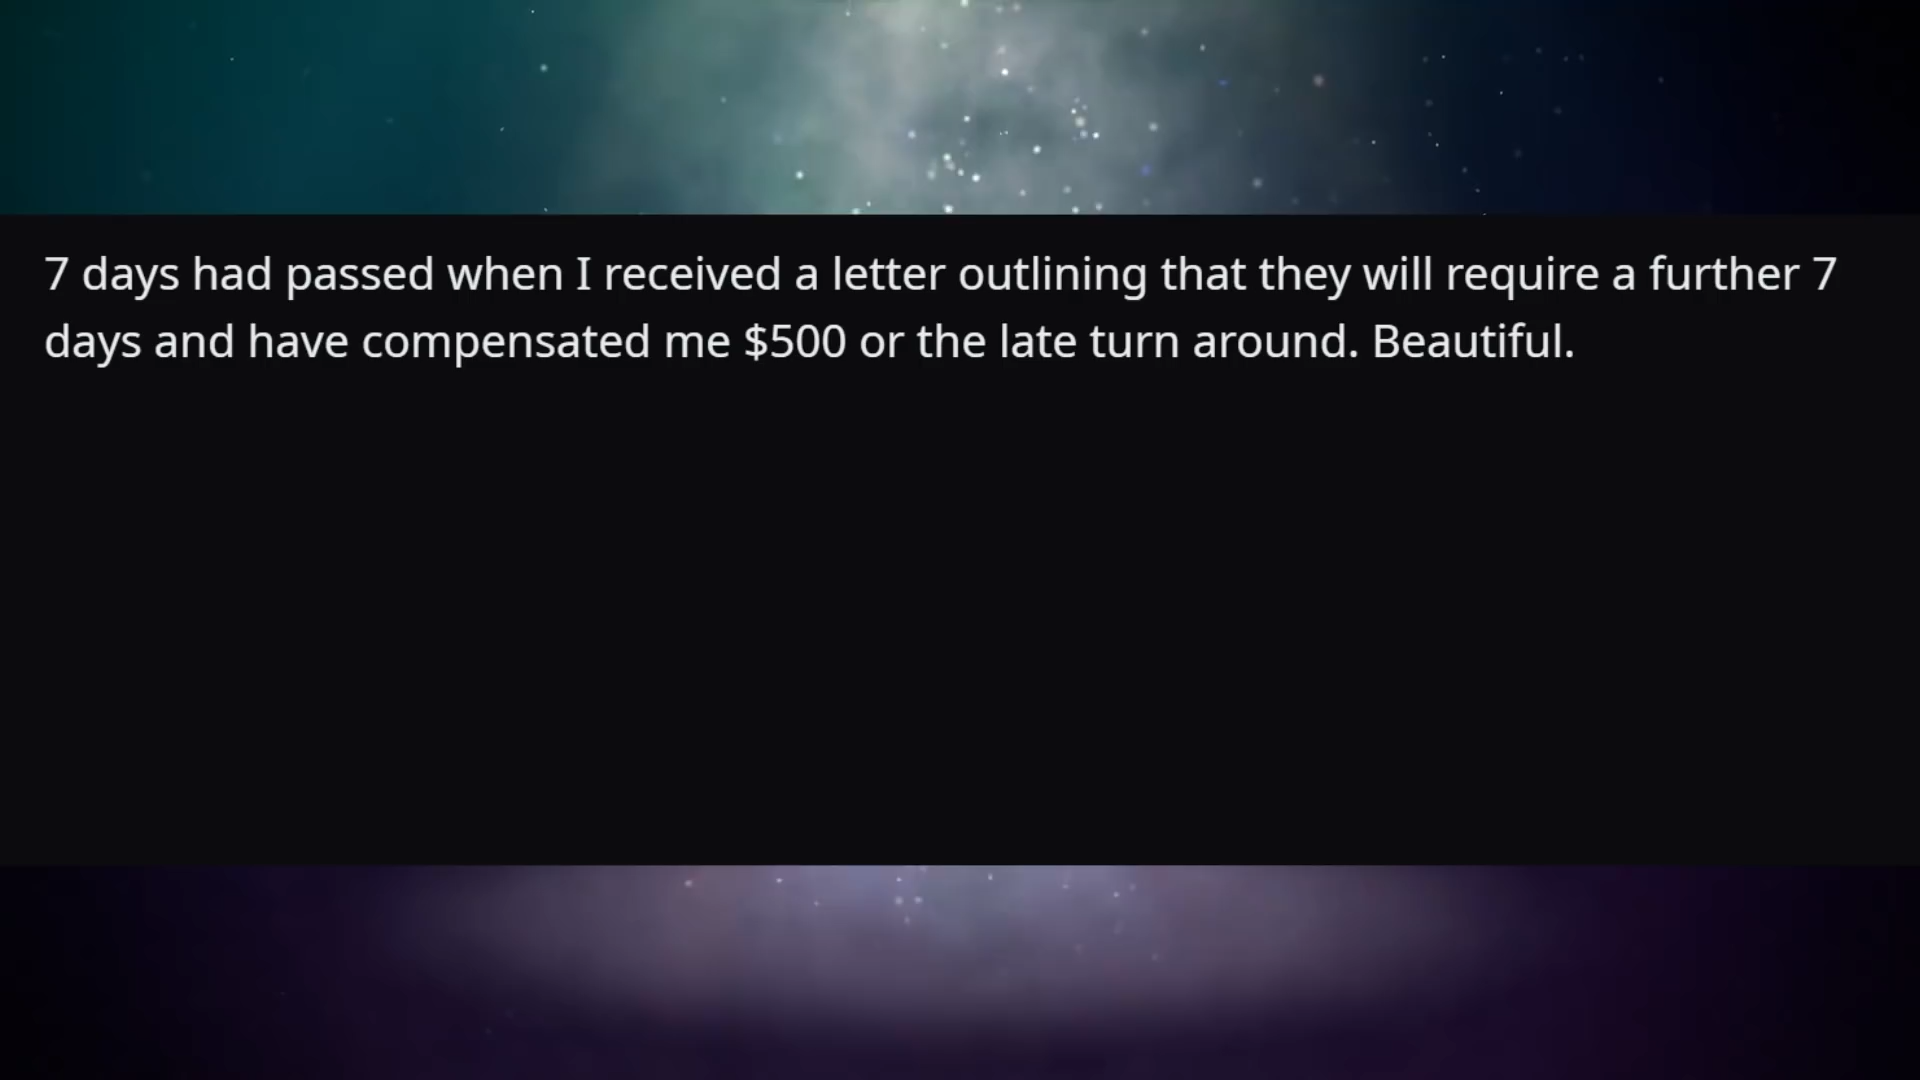 7 days had passed when I received a letter outlining that they will require a further 7
days and have compensated me $500 or the late turn around. Beautiful.